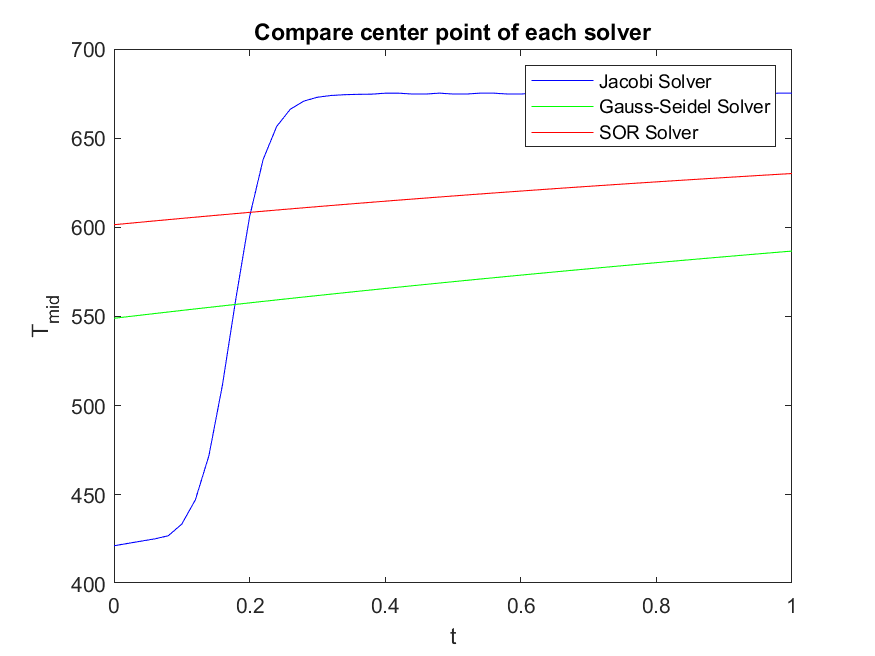 Compare center point of each solver
700
Jacobi Solver
Gauss-Seidel Solver
SOR Solver
650
600
550
500
450
400
T_mid
0 0.2 0.4 0.6 0.8 1
t